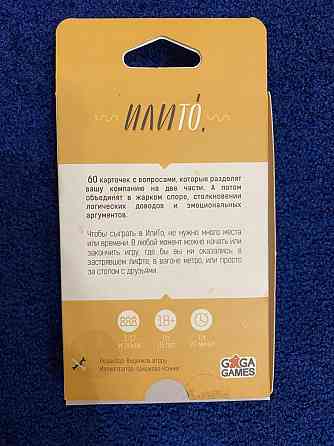 ИЛИТО.
60 карточек с вопросами, которые разделят
вашу компанию на две части. А потом
объединят в жарком споре, столкновении
логических доводов и эмоциональных
аргументов.
Чтобы сыграть в ИлиТо, не нужно много места
или времени. В любой момент можно начать или
закончить игру, где бы вы ни оказались: в
застрявшем лифте, в вагоне метро, или просто
за столом с друзьями.
18+
GAGA
GAMES